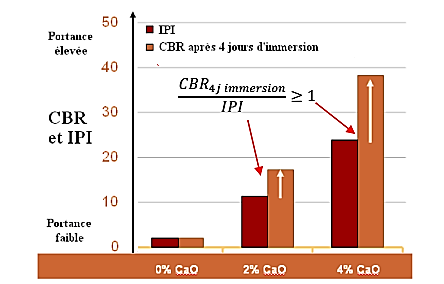 Portance
élevée
CBR
et IPI
Portance
faible
50
40
30
20
10
0
IPI
CBR après 4 jours d'immersion
CBR4j immersion
IPI
≥ 1
0% CaO
2% CaO
4% CaO